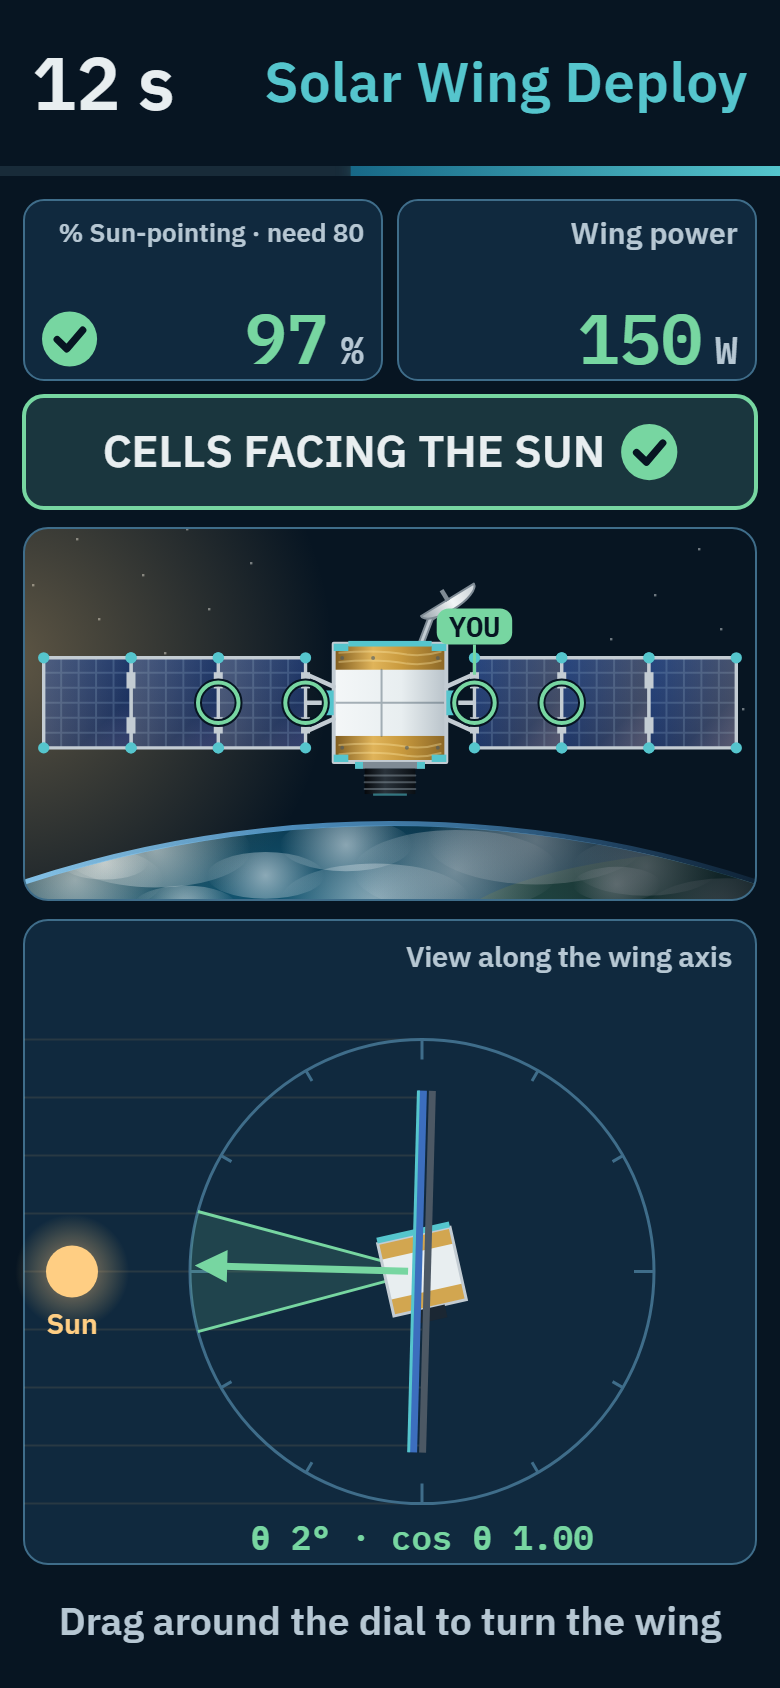 12 s
Solar Wing Deploy
% Sun-pointing · need 80
97 %
Wing power
150 W
CELLS FACING THE SUN
YOU
View along the wing axis
Sun
θ 2° · cos θ 1.00
Drag around the dial to turn the wing